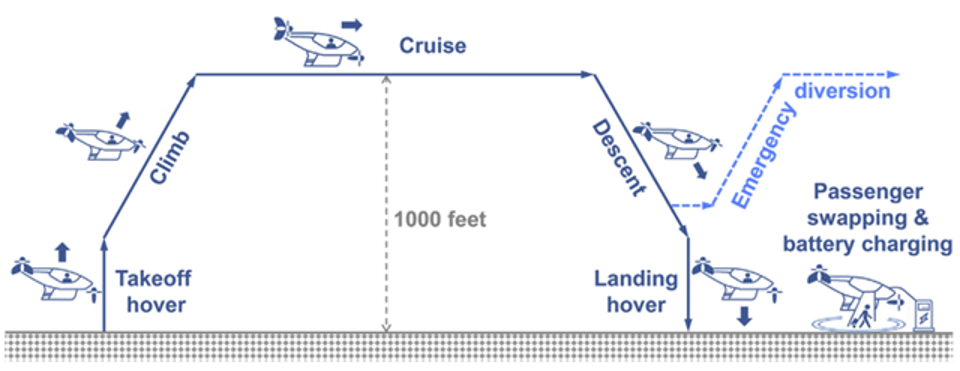 Cruise
Climb
Takeoff
hover
1000 feet
Descent
Landing
hover
Emergency
diversion
Passenger
swapping &
battery charging